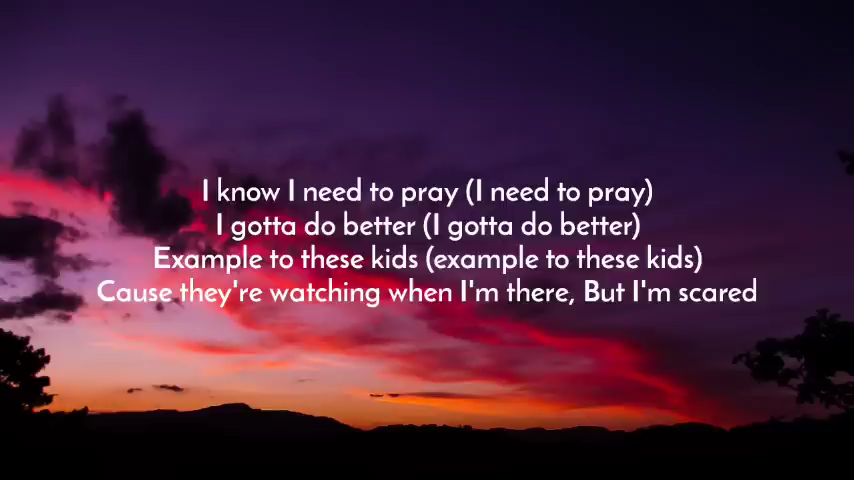 I know I need to pray (I need to pray)
I gotta do better (I gotta do better)
Example to these kids (example to these kids)
Cause they're watching when I'm there, But I'm scared